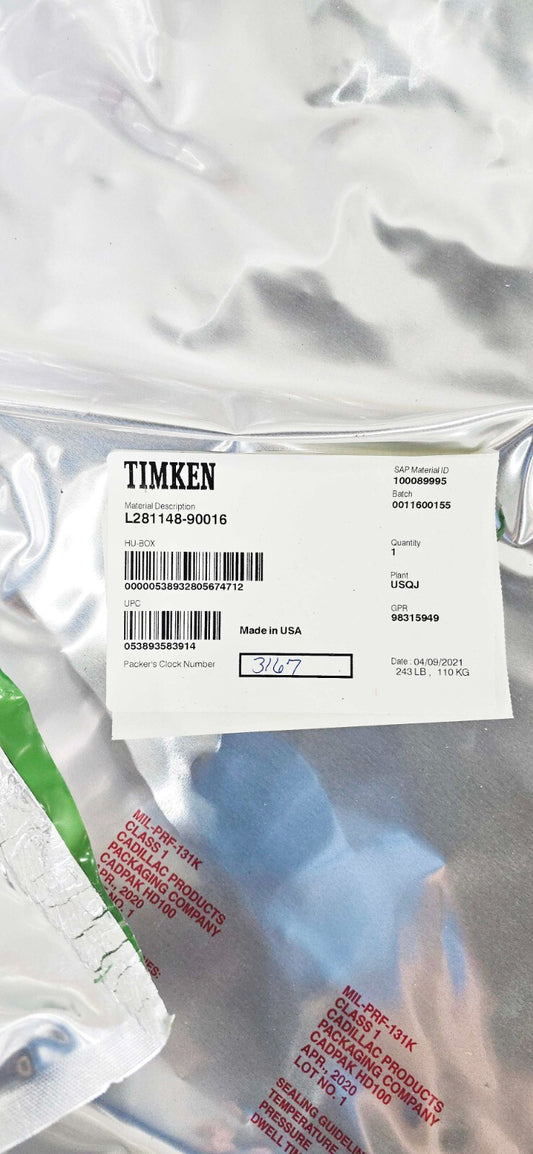 TIMKEN
Material Description
L281148-90016
HU-BOX
00000538932805674712
UPC
053893583914
Packer's Clock Number
Made in USA
3167
SAP Material ID
100089995
Batch
0011600155
Quantity
1
Plant
USQJ
GPR
98315949
Date : 04/09/2021
243 LB , 110 KG
MIL-PRF-131K
CLASS 1
CADILLAC PRODUCTS
PACKAGING COMPANY
CADPAK HD100
APR., 2020
NO. 1
MIL-PRF-131K
CLASS 1
CADILLAC PRODUCTS
PACKAGING COMPANY
CADPAK HD100
APR., 2020
LOT NO. 1
SEALING
TEMPERATURE
PRESSURE
DWELL